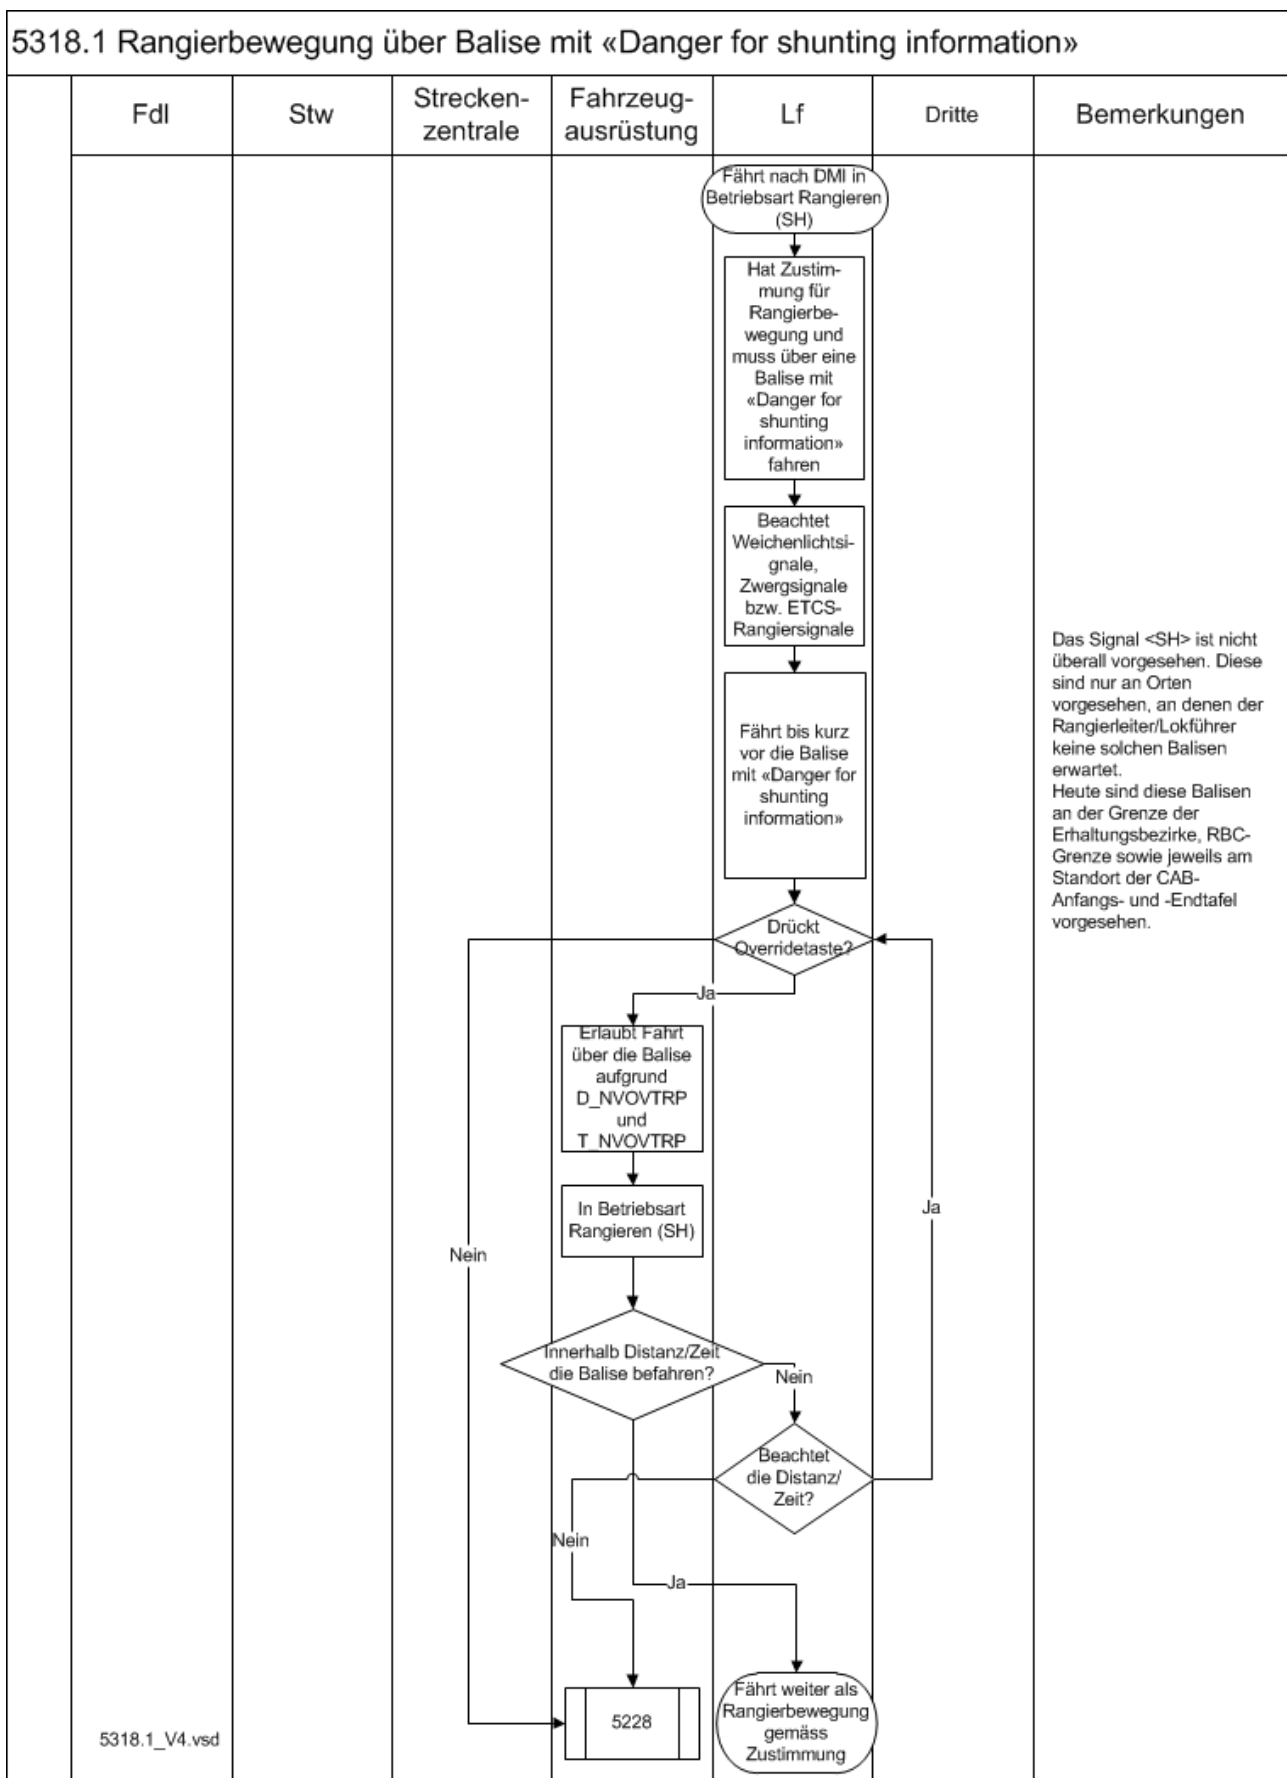 5318.1 Rangierbewegung über Balise mit «Danger for shunting information»
Fdl
Stw
Strecken-
zentrale
Fahrzeug-
ausrüstung
Lf
Dritte
Bemerkungen
Fährt nach DMI in
Betriebsart Rangieren
(SH)
Hat Zustim-
mung für
Rangierbe-
wegung und
muss über eine
Balise mit
«Danger for
shunting
information»
fahren
Beachtet
Weichenlichtsi-
gnale,
Zwergsignale
bzw. ETCS-
Rangiersignale
Fährt bis kurz
vor die Balise
mit «Danger for
shunting
information»
Das Signal <SH> ist nicht
überall vorgesehen. Diese
sind nur an Orten
vorgesehen, an denen der
Rangierleiter/Lokführer
keine solchen Balisen
erwartet.
Heute sind diese Balisen
an der Grenze der
Erhaltungsbezirke, RBC-
Grenze sowie jeweils am
Standort der CAB-
Anfangs- und -Endtafel
vorgesehen.
Drückt
Overridetaste?
Ja
Erlaubt Fahrt
über die Balise
aufgrund
D_NVOVTRP
und
T_NVOVTRP
In Betriebsart
Rangieren (SH)
Ja
Nein
Innerhalb Distanz/Zeit
die Balise befahren?
Nein
Beachtet
die Distanz/
Zeit?
Nein
Ja
5228
Fährt weiter als
Rangierbewegung
gemäss
Zustimmung
5318.1_V4.vsd